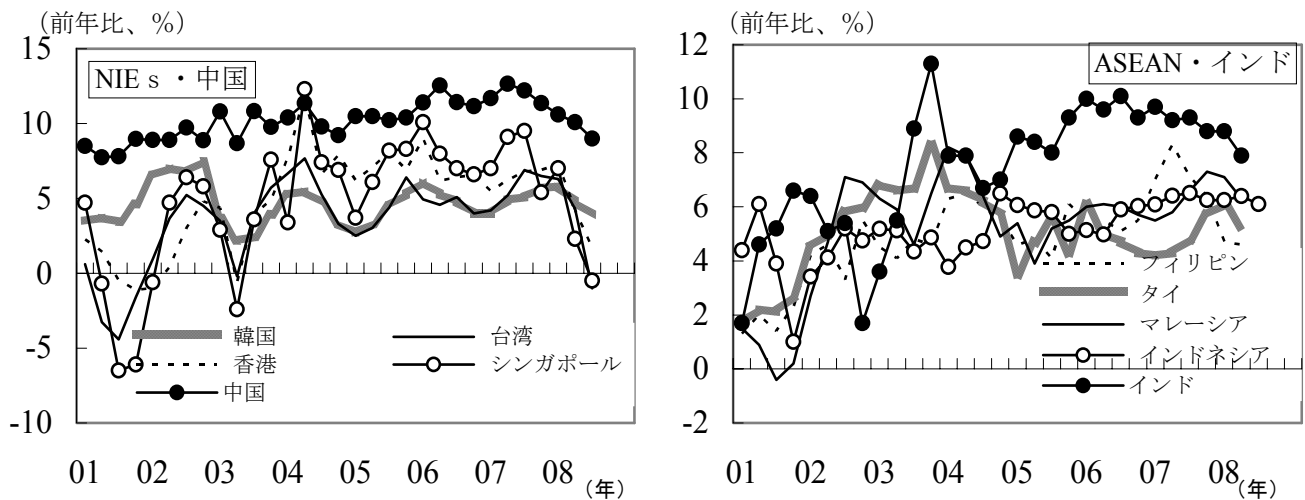 （前年比、％）
15
10
5
0
-5
-10
NIEｓ・中国
韓国
台湾
香港
シンガポール
中国
01 02 03 04 05 06 07 08
（年）
（前年比、％）
12
10
8
6
4
2
0
-2
ASEAN・インド
フィリピン
タイ
マレーシア
インドネシア
インド
01 02 03 04 05 06 07 08
（年）